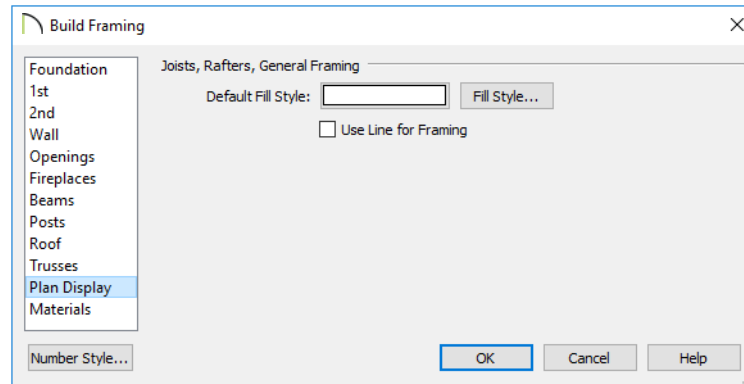 Build Framing
Foundation
1st
2nd
Wall
Openings
Fireplaces
Beams
Posts
Roof
Trusses
Plan Display
Materials
Joists, Rafters, General Framing
Default Fill Style:
Fill Style...
Use Line for Framing
Number Style...
OK
Cancel
Help